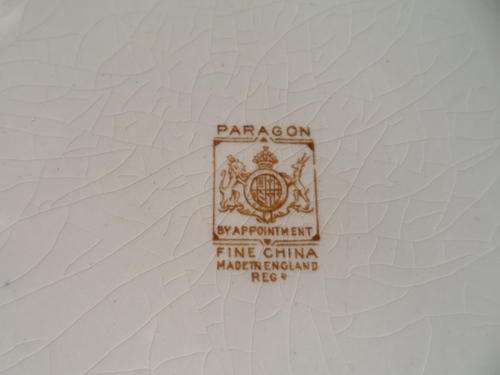 PARAGON
BY APPOINTMENT
FINE CHINA
MADE IN ENGLAND
REGD